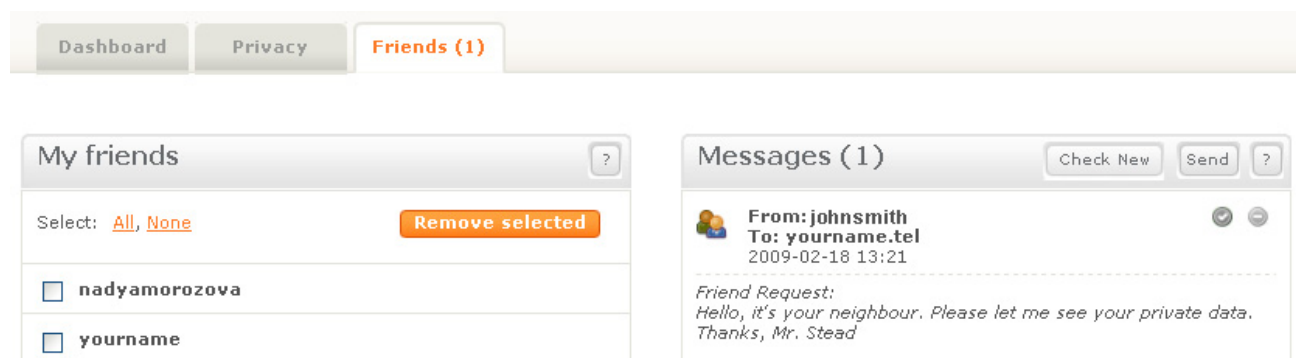 Dashboard Privacy Friends (1)
My friends ?
Select: All, None Remove selected
nadyamorozova
yourname
Messages (1) Check New Send ?
From: johnsmith
To: yourname.tel
2009-02-18 13:21
Friend Request:
Hello, it's your neighbour. Please let me see your private data.
Thanks, Mr. Stead